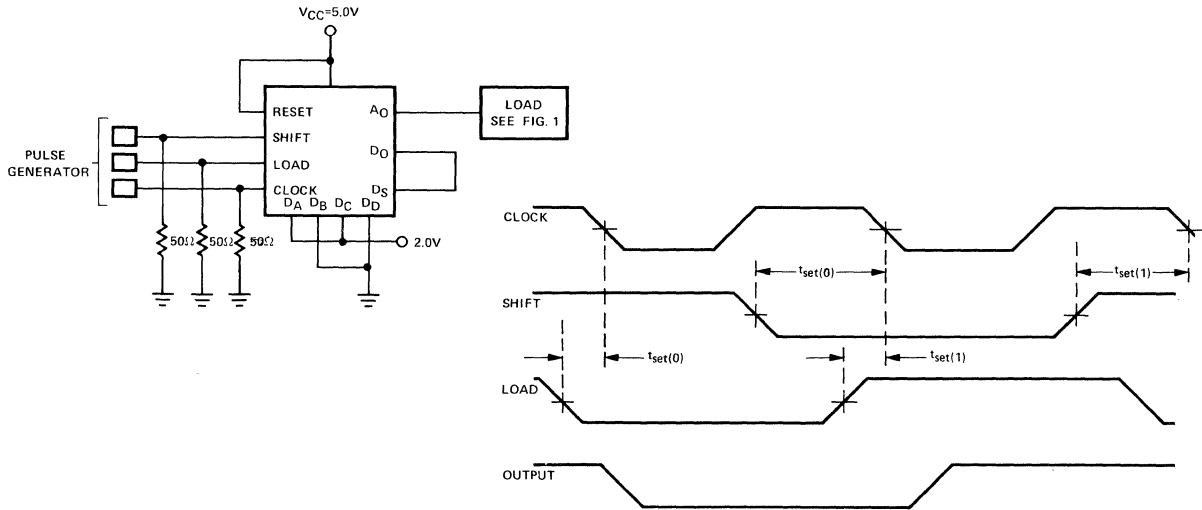 VCC=5.0V
RESET
SHIFT
LOAD
CLOCK
DA DB DC DD
AO
DO
DS
LOAD
SEE FIG. 1
PULSE
GENERATOR
50Ω 50Ω 50Ω
2.0V
CLOCK
tset(0)
tset(1)
SHIFT
tset(0)
tset(1)
LOAD
OUTPUT